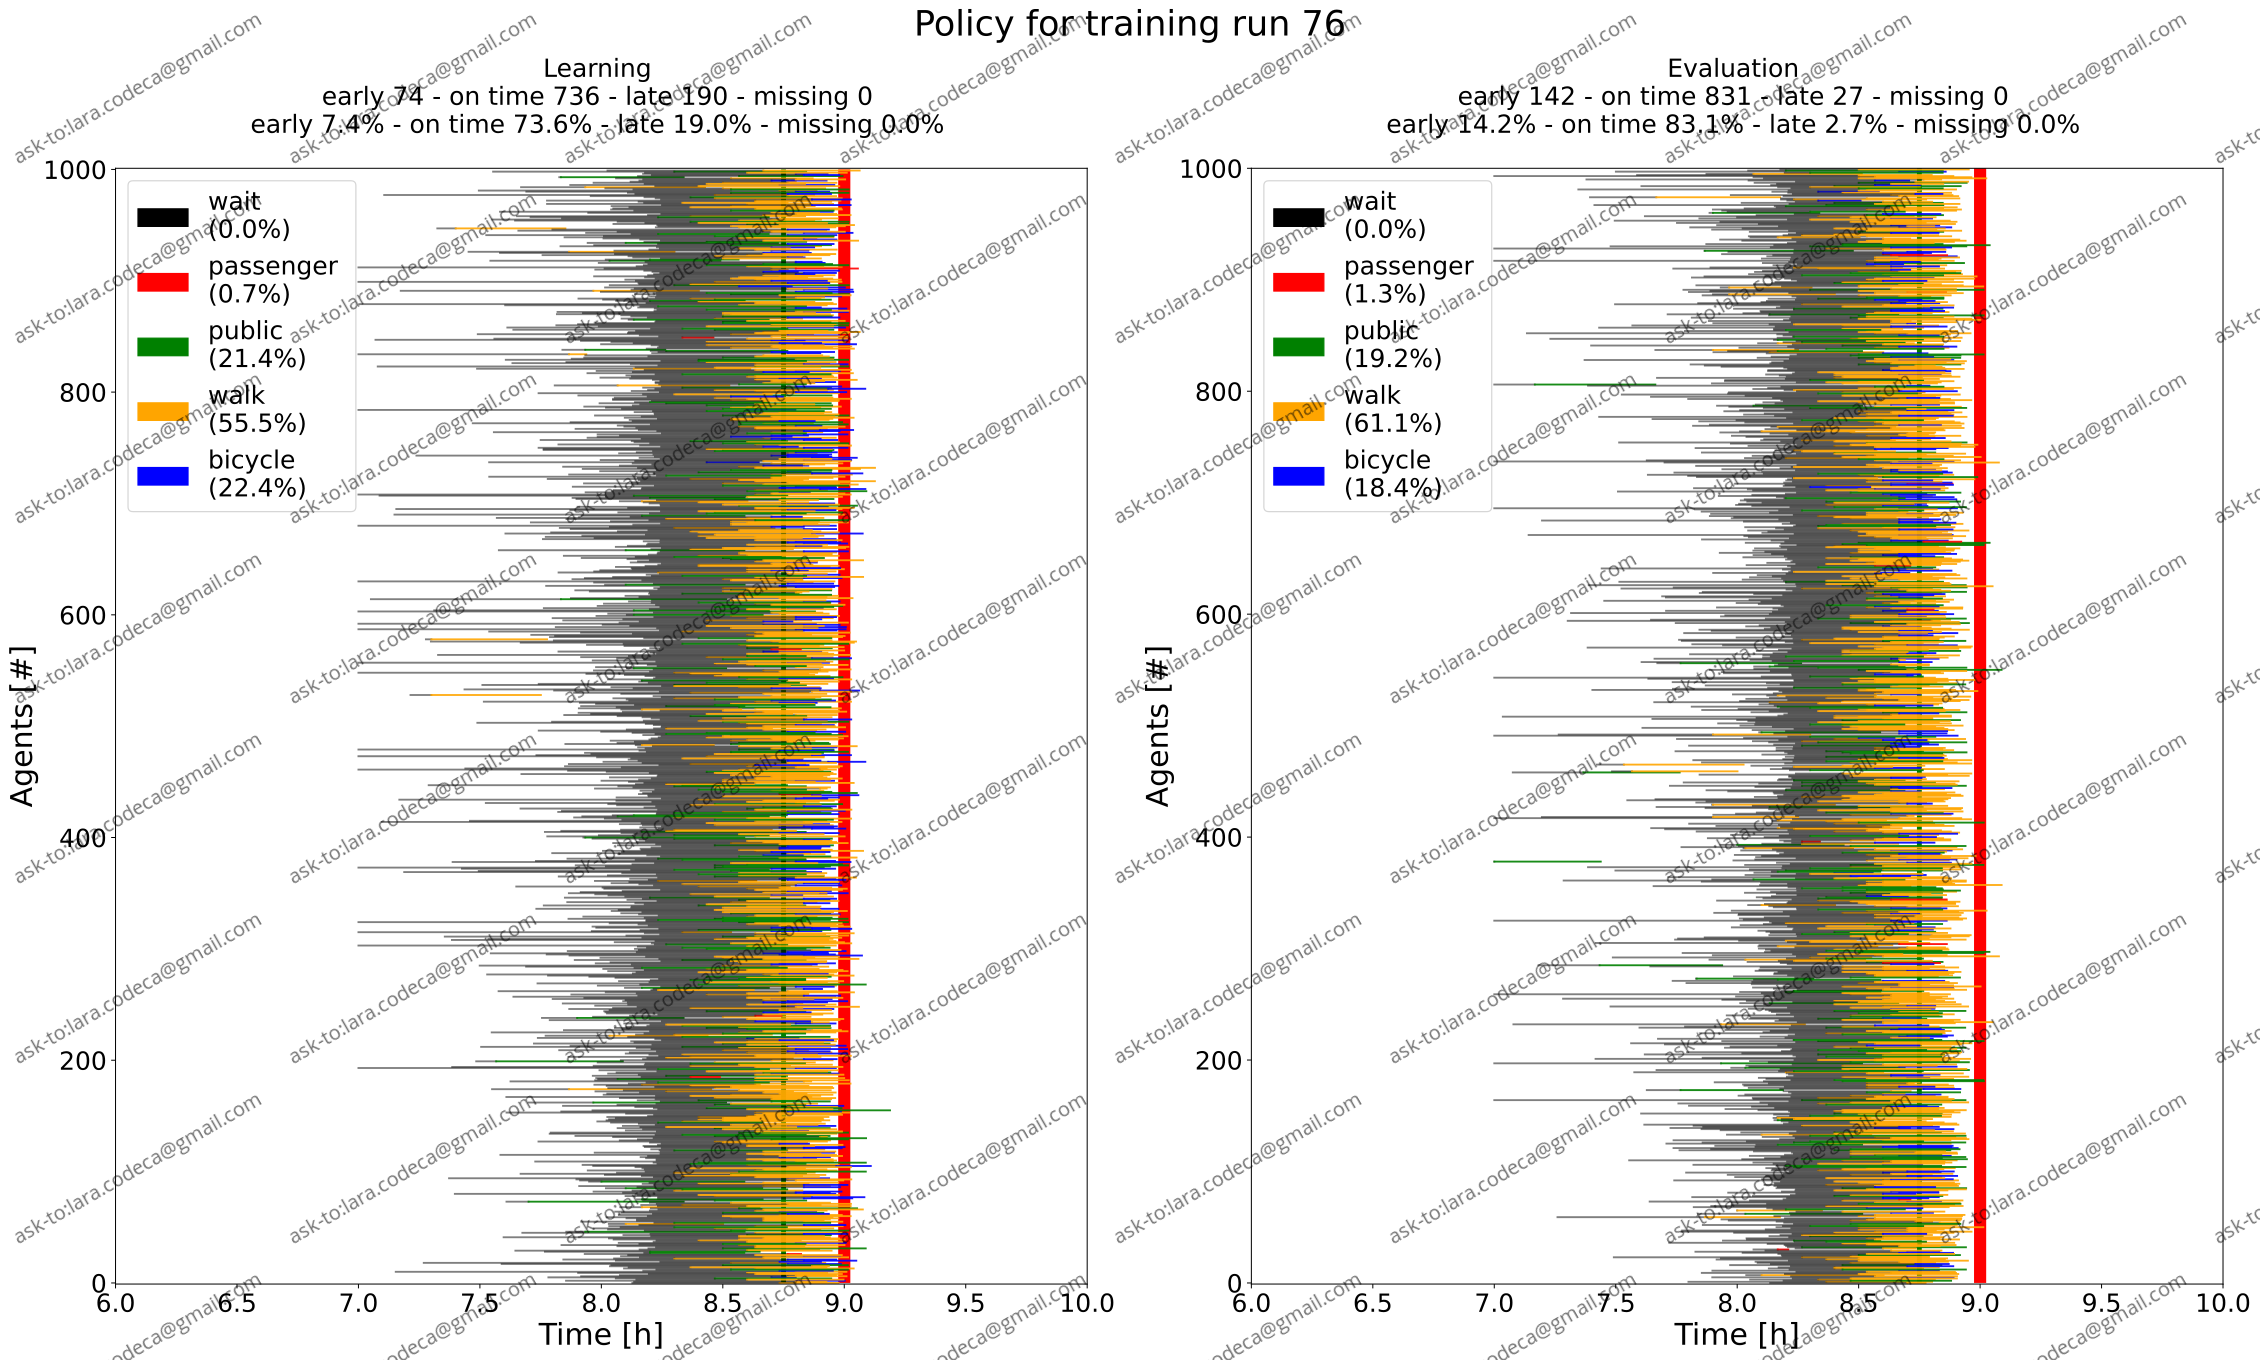 Policy for training run 76
Learning
early 74 - on time 736 - late 190 - missing 0
early 7.4% - on time 73.6% - late 19.0% - missing 0.0%
1000
800
600
400
200
0
Agents [#]
wait
(0.0%)
passenger
(0.7%)
public
(21.4%)
walk
(55.5%)
bicycle
(22.4%)
6.0 6.5 7.0 7.5 8.0 8.5 9.0 9.5 10.0
Time [h]
Evaluation
early 142 - on time 831 - late 27 - missing 0
early 14.2% - on time 83.1% - late 2.7% - missing 0.0%
1000
800
600
400
200
0
Agents [#]
wait
(0.0%)
passenger
(1.3%)
public
(19.2%)
walk
(61.1%)
bicycle
(18.4%)
6.0 6.5 7.0 7.5 8.0 8.5 9.0 9.5 10.0
Time [h]
ask-to:lara.codeca@gmail.com